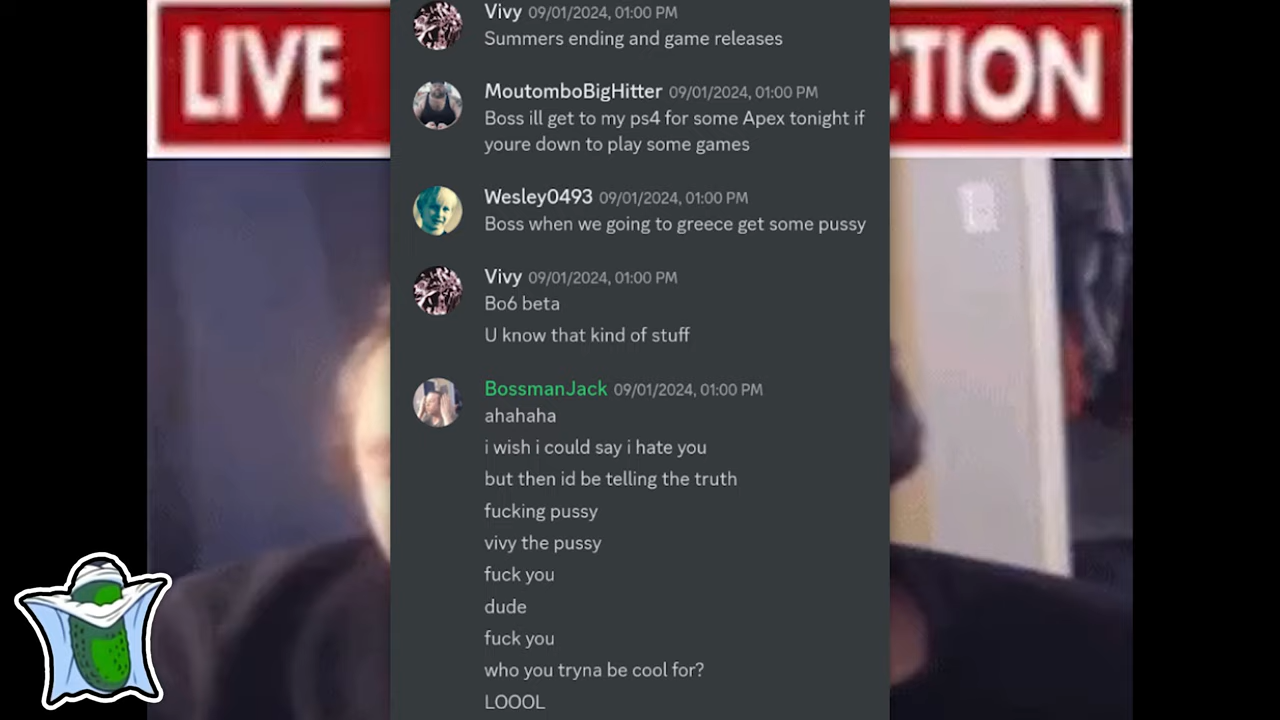 LIVE
CTION
Vivy 09/01/2024, 01:00 PM
Summers ending and game releases
MoutomboBigHitter 09/01/2024, 01:00 PM
Boss ill get to my ps4 for some Apex tonight if
youre down to play some games
Wesley0493 09/01/2024, 01:00 PM
Boss when we going to greece get some pussy
Vivy 09/01/2024, 01:00 PM
Bo6 beta
U know that kind of stuff
BossmanJack 09/01/2024, 01:00 PM
ahahaha
i wish i could say i hate you
but then id be telling the truth
fucking pussy
vivy the pussy
fuck you
dude
fuck you
who you tryna be cool for?
LOOOL